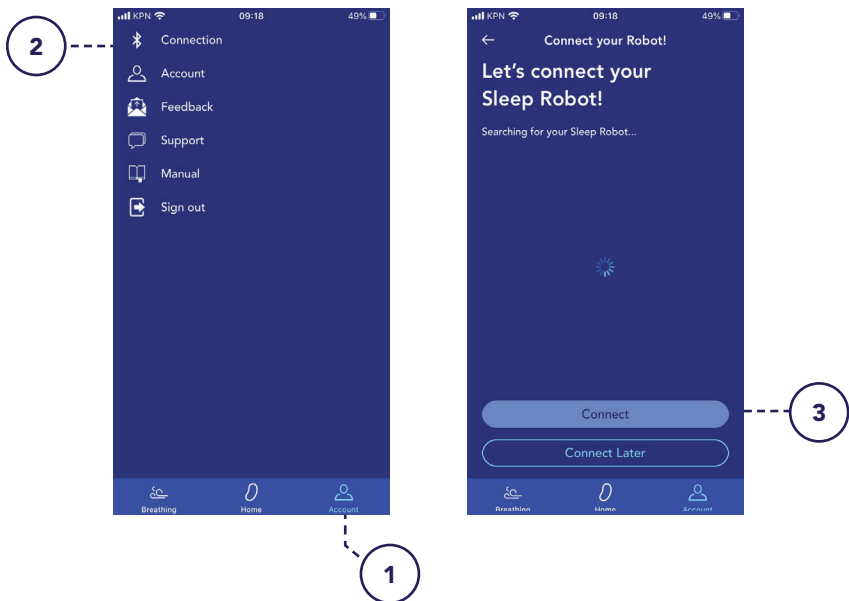 KPN 09:18 49%
2
Connection
Account
Feedback
Support
Manual
Sign out
Breathing Home Account
1
KPN 09:18 49%
Connect your Robot!
Let's connect your
Sleep Robot!
Searching for your Sleep Robot...
Connect
3
Connect Later
Breathing Home Account